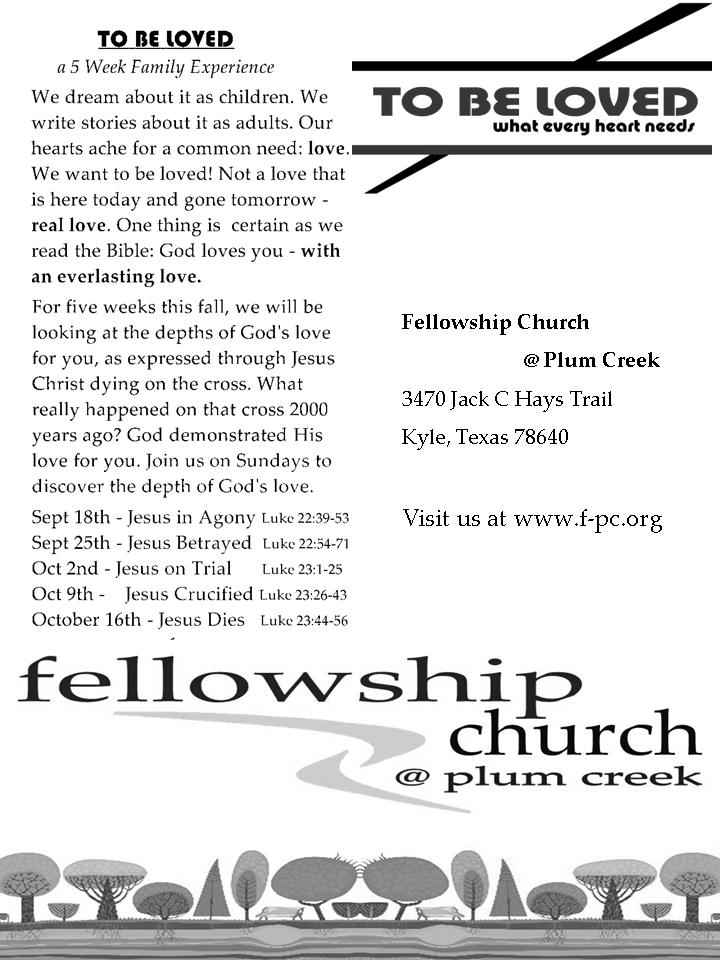 TO BE LOVED
a 5 Week Family Experience
We dream about it as children. We
write stories about it as adults. Our
hearts ache for a common need: love.
We want to be loved! Not a love that
is here today and gone tomorrow -
real love. One thing is certain as we
read the Bible: God loves you - with
an everlasting love.
For five weeks this fall, we will be
looking at the depths of God's love
for you, as expressed through Jesus
Christ dying on the cross. What
really happened on that cross 2000
years ago? God demonstrated His
love for you. Join us on Sundays to
discover the depth of God's love.
Sept 18th - Jesus in Agony Luke 22:39-53
Sept 25th - Jesus Betrayed Luke 22:54-71
Oct 2nd - Jesus on Trial Luke 23:1-25
Oct 9th - Jesus Crucified Luke 23:26-43
October 16th - Jesus Dies Luke 23:44-56
TO BE LOVED
what every heart needs
Fellowship Church
@ Plum Creek
3470 Jack C Hays Trail
Kyle, Texas 78640
Visit us at www.f-pc.org
fellowship
church
@ plum creek